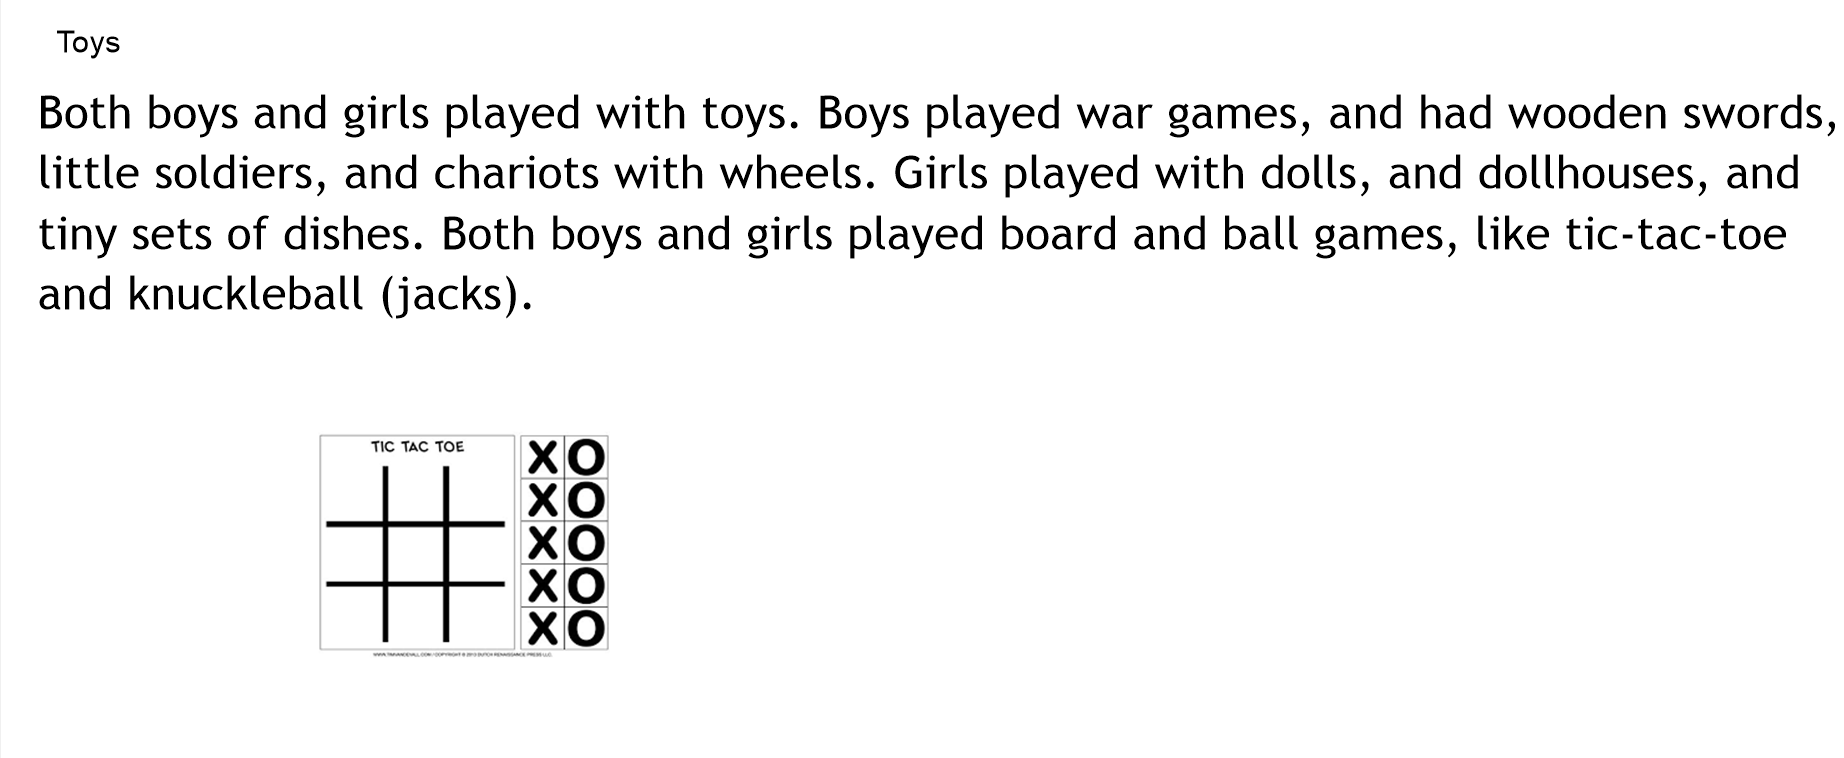 Toys
Both boys and girls played with toys. Boys played war games, and had wooden swords,
little soldiers, and chariots with wheels. Girls played with dolls, and dollhouses, and
tiny sets of dishes. Both boys and girls played board and ball games, like tic-tac-toe
and knuckleball (jacks).
TIC TAC TOE
X O
X O
X O
X O
X O